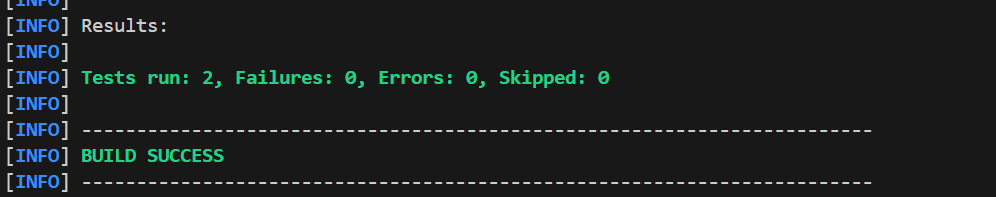 [INFO]
[INFO] Results:
[INFO]
[INFO] Tests run: 2, Failures: 0, Errors: 0, Skipped: 0
[INFO]
[INFO] ------------------------------------------------------------------------
[INFO] BUILD SUCCESS
[INFO] ------------------------------------------------------------------------